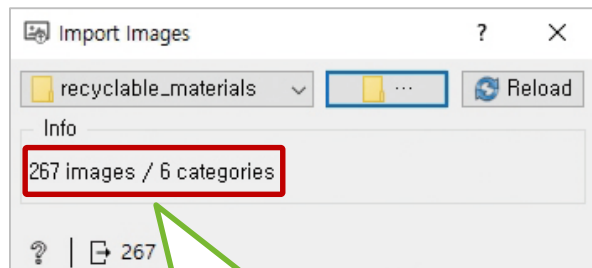 Import Images
?
recyclable_materials
...
Reload
Info
267 images / 6 categories
? 267